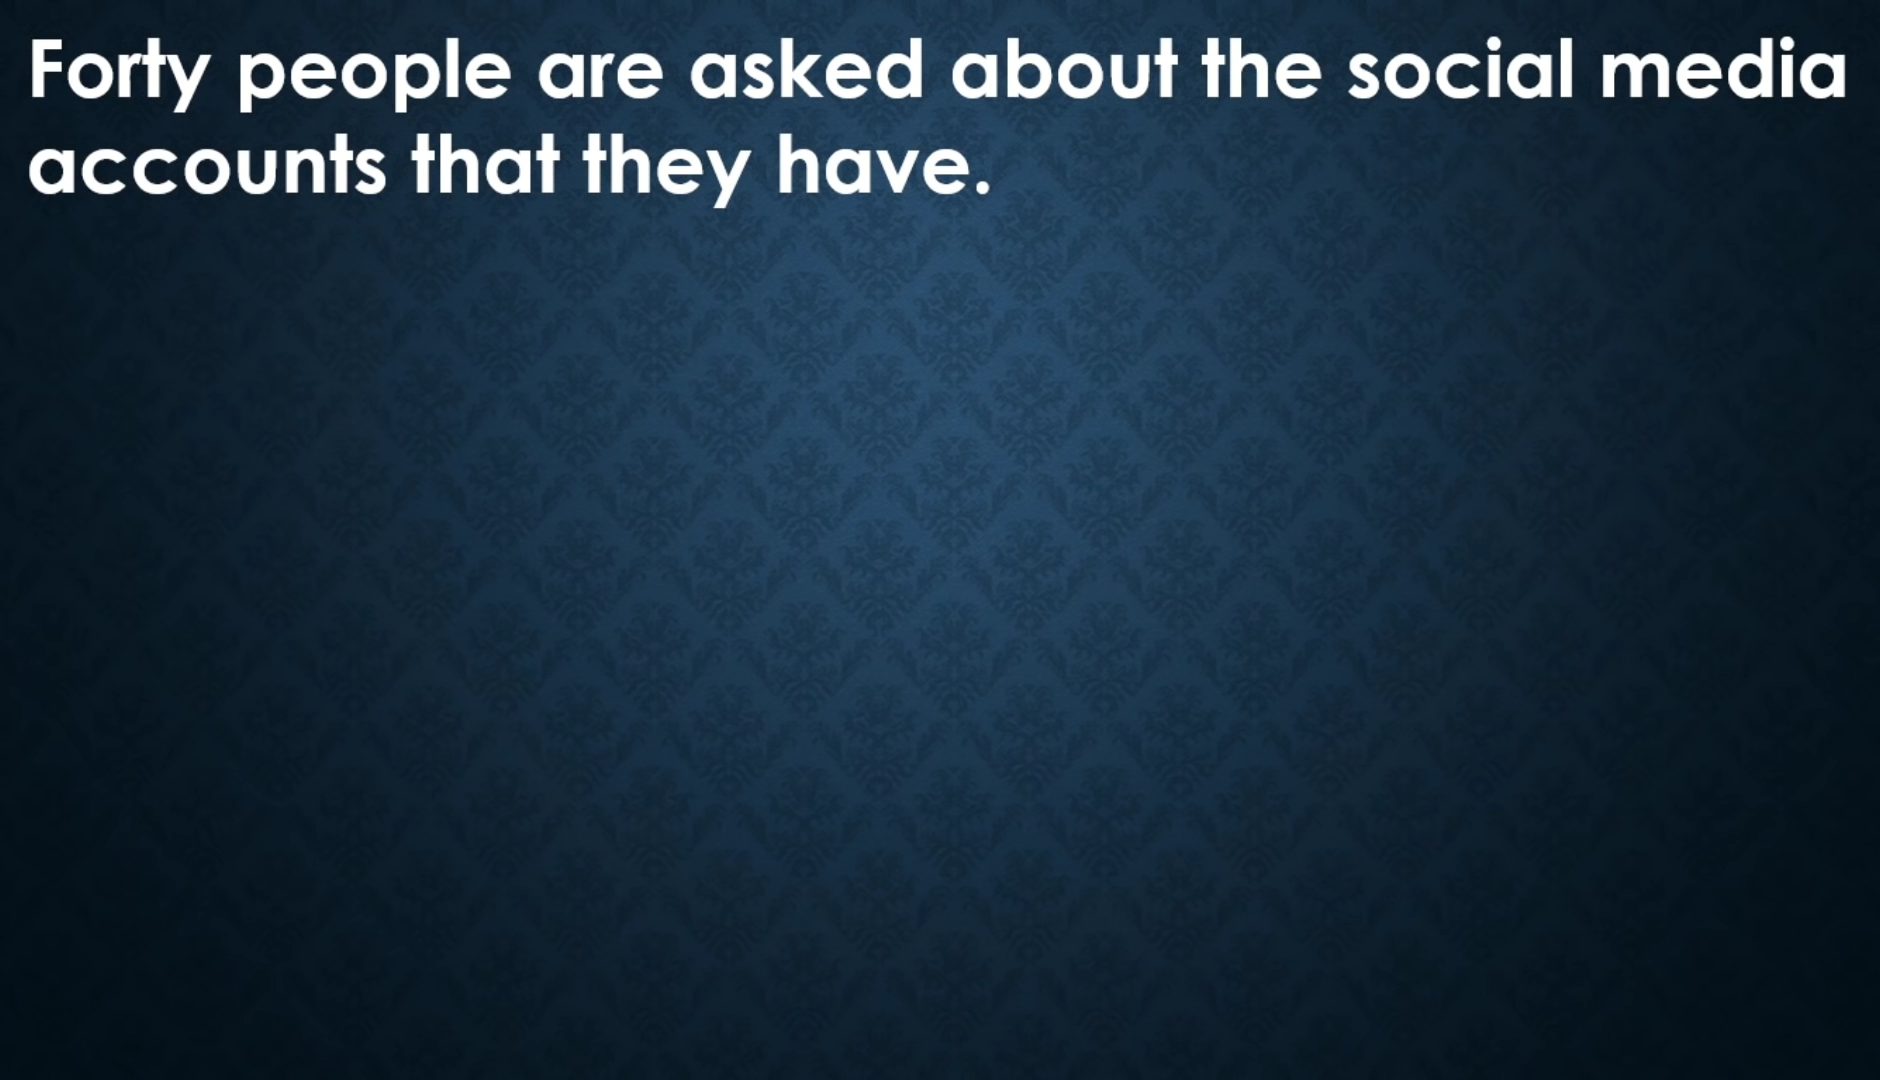 Forty people are asked about the social media
accounts that they have.